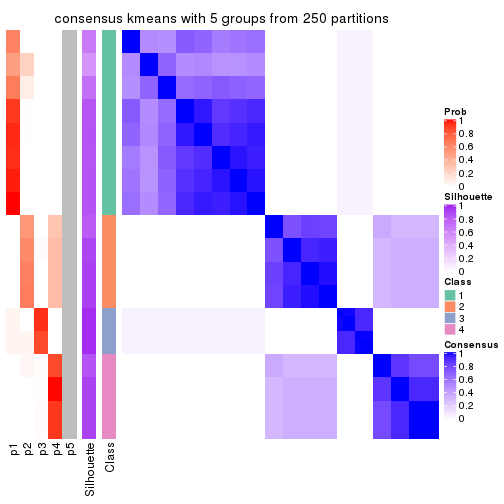 consensus kmeans with 5 groups from 250 partitions
Prob
1
0.8
0.6
0.4
0.2
0
Silhouette
1
0.8
0.6
0.4
0.2
0
Class
1
2
3
4
Consensus
1
0.8
0.6
0.4
0.2
0
p1
p2
p3
p4
p5
Silhouette
Class